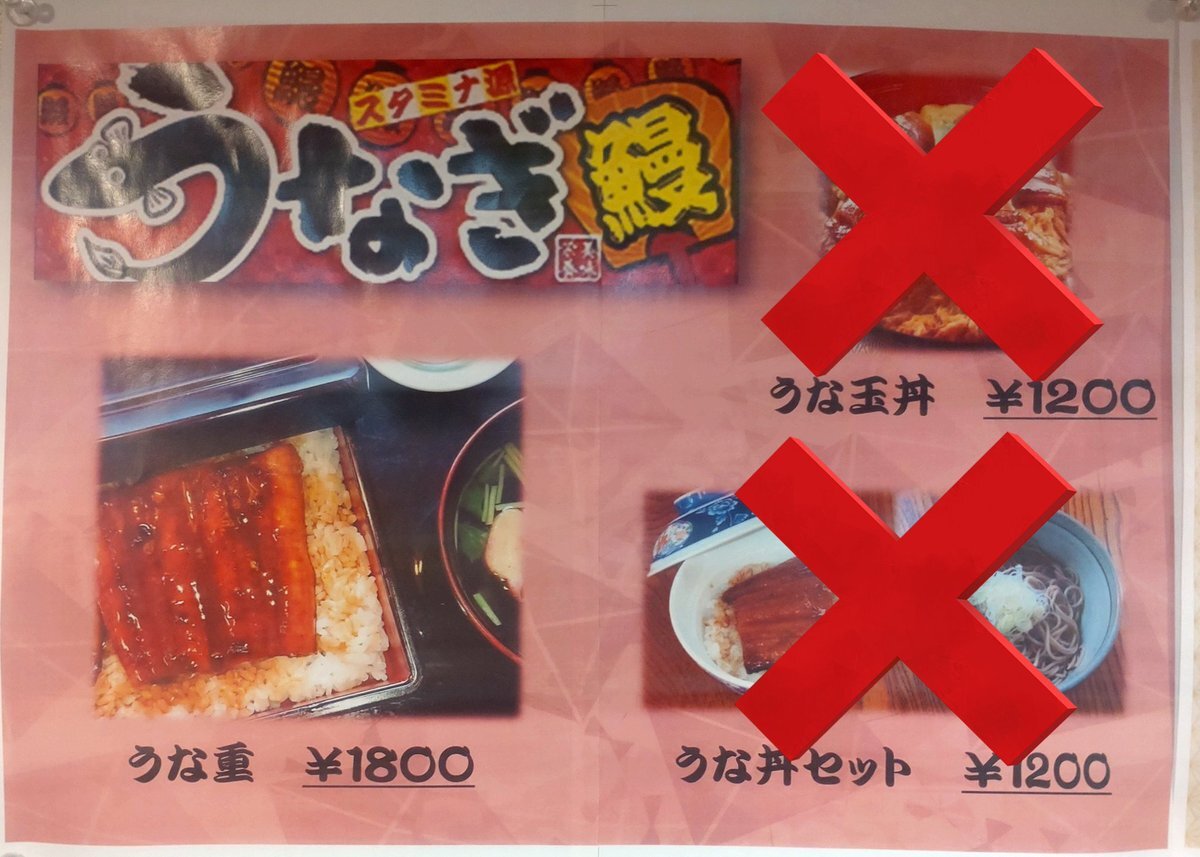 スタミナ源
うなぎ
鰻
うな玉丼 ¥1200
うな重 ¥1800
うな丼セット ¥1200